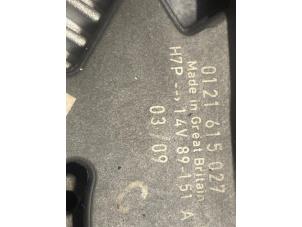 0121 615 027
Made in Great Britain
H7P --> 14V 89-151 A
03/09
C